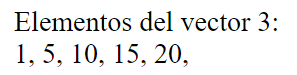 Elementos del vector 3:
1, 5, 10, 15, 20,